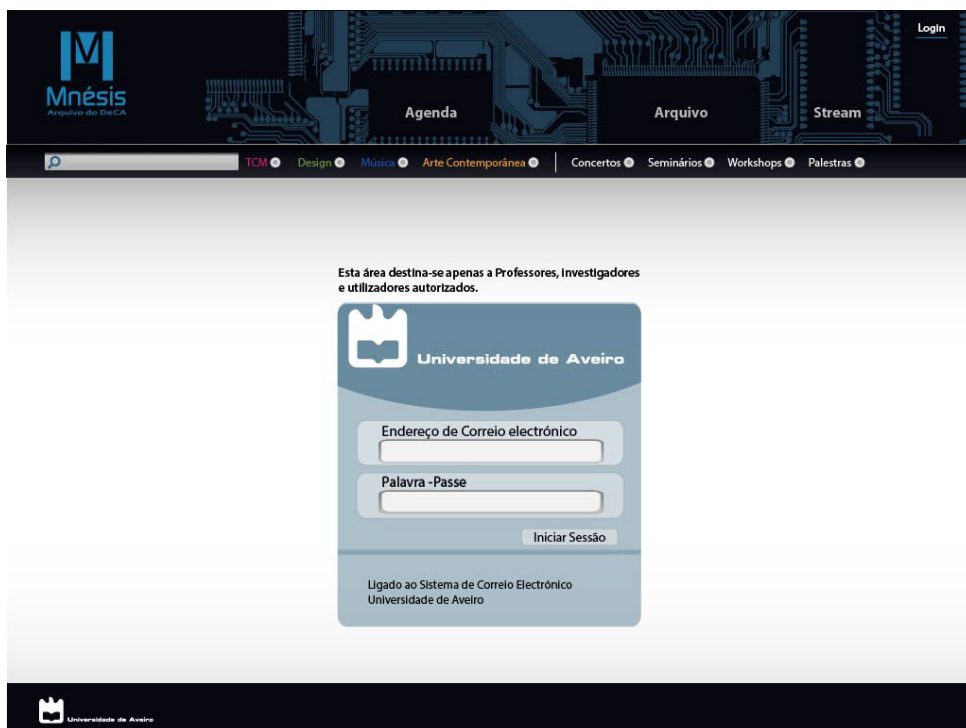 Login
Mnésis
Arquivo do DeCA
Agenda
Arquivo
Stream
TCM Design Música Arte Contemporânea Concertos Seminários Workshops Palestras
Esta área destina-se apenas a Professores, investigadores
e utilizadores autorizados.
Universidade de Aveiro
Endereço de Correio electrónico
Palavra -Passe
Iniciar Sessão
Ligado ao Sistema de Correio Electrónico
Universidade de Aveiro
Universidade de Aveiro